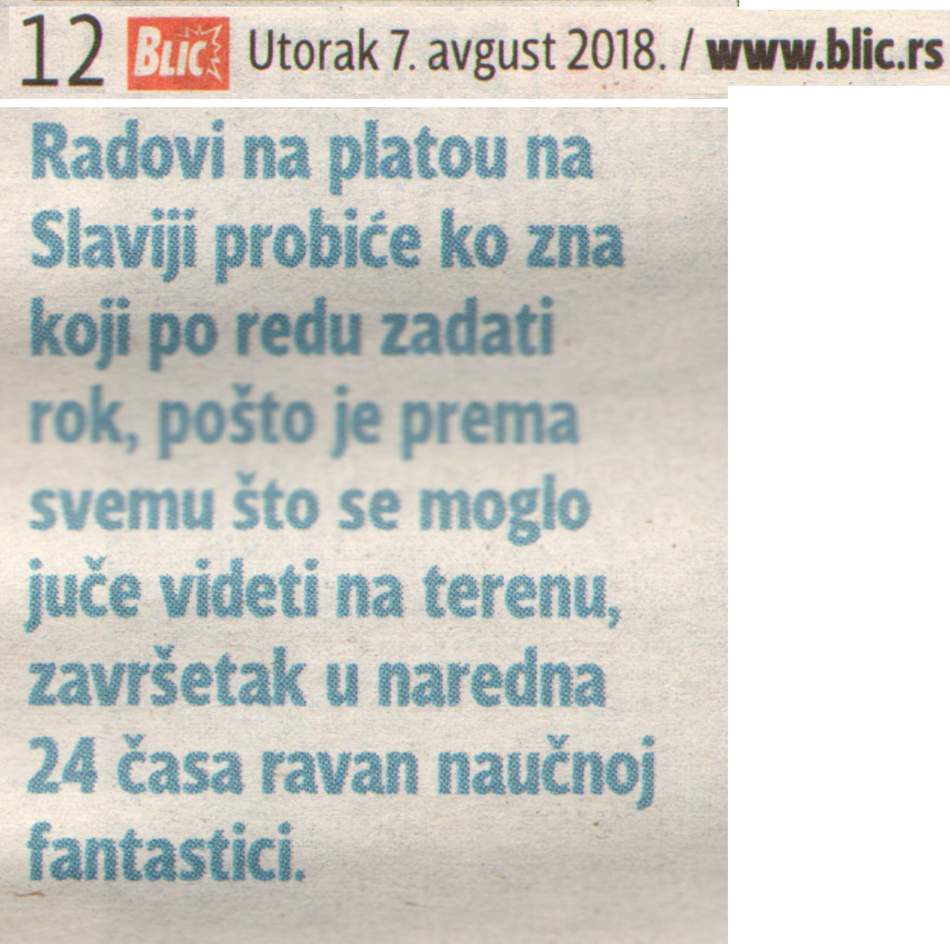 12 BLIC Utorak 7. avgust 2018. / www.blic.rs
Radovi na platou na
Slaviji probiće ko zna
koji po redu zadati
rok, pošto je prema
svemu što se moglo
juče videti na terenu,
završetak u naredna
24 časa ravan naučnoj
fantastici.